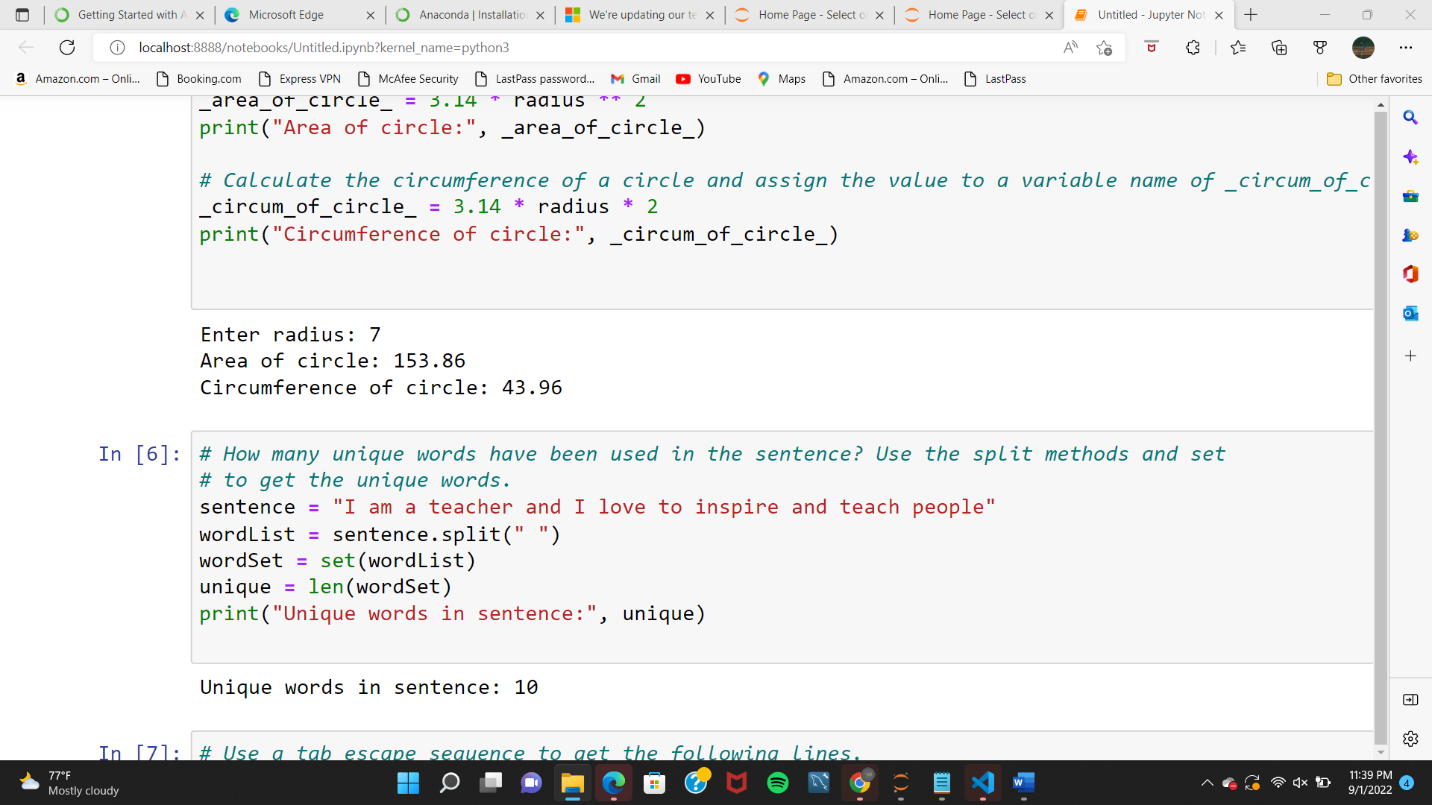 Getting Started with A
Microsoft Edge
Anaconda | Installatio
We're updating our te
Home Page - Select o
Home Page - Select o
Untitled - Jupyter Not
localhost:8888/notebooks/Untitled.ipynb?kernel_name=python3
Amazon.com – Onli...
Booking.com
Express VPN
McAfee Security
LastPass password...
Gmail
YouTube
Maps
Amazon.com – Onli...
LastPass
Other favorites
_area_of_circle_ = 3.14 * radius ** 2
print("Area of circle:", _area_of_circle_)
# Calculate the circumference of a circle and assign the value to a variable name of _circum_of_c
_circum_of_circle_ = 3.14 * radius * 2
print("Circumference of circle:", _circum_of_circle_)
Enter radius: 7
Area of circle: 153.86
Circumference of circle: 43.96
In [6]:
# How many unique words have been used in the sentence? Use the split methods and set
# to get the unique words.
sentence = "I am a teacher and I love to inspire and teach people"
wordList = sentence.split(" ")
wordSet = set(wordList)
unique = len(wordSet)
print("Unique words in sentence:", unique)
Unique words in sentence: 10
In [7]:
# Use a tab escape sequence to get the following lines.
77°F
Mostly cloudy
11:39 PM
9/1/2022
4